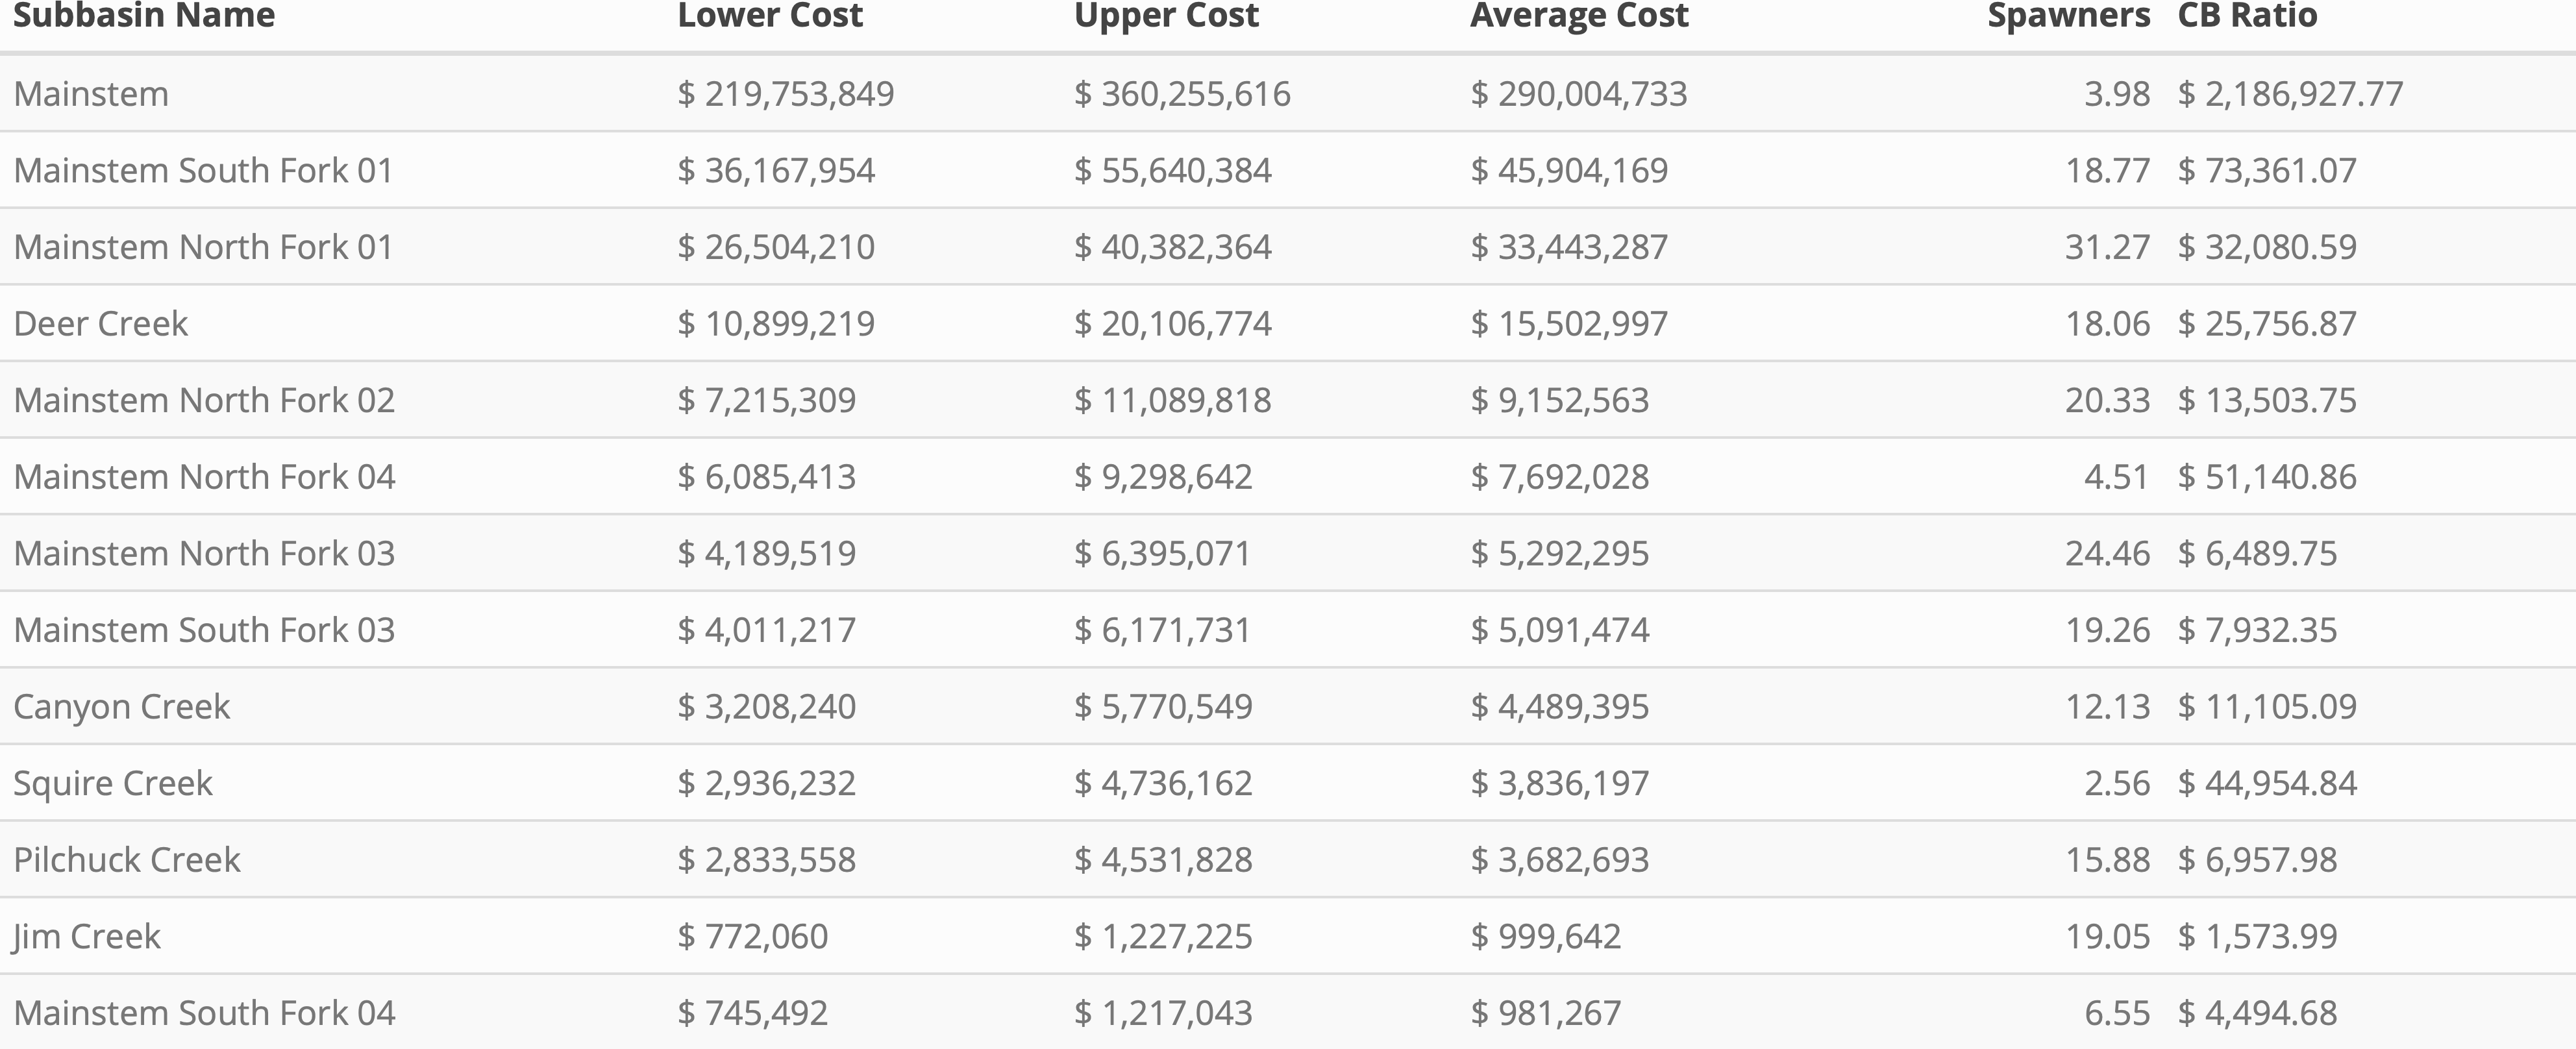 Subbasin Name Lower Cost Upper Cost Average Cost Spawners CB Ratio
Mainstem $ 219,753,849 $ 360,255,616 $ 290,004,733 3.98 $ 2,186,927.77
Mainstem South Fork 01 $ 36,167,954 $ 55,640,384 $ 45,904,169 18.77 $ 73,361.07
Mainstem North Fork 01 $ 26,504,210 $ 40,382,364 $ 33,443,287 31.27 $ 32,080.59
Deer Creek $ 10,899,219 $ 20,106,774 $ 15,502,997 18.06 $ 25,756.87
Mainstem North Fork 02 $ 7,215,309 $ 11,089,818 $ 9,152,563 20.33 $ 13,503.75
Mainstem North Fork 04 $ 6,085,413 $ 9,298,642 $ 7,692,028 4.51 $ 51,140.86
Mainstem North Fork 03 $ 4,189,519 $ 6,395,071 $ 5,292,295 24.46 $ 6,489.75
Mainstem South Fork 03 $ 4,011,217 $ 6,171,731 $ 5,091,474 19.26 $ 7,932.35
Canyon Creek $ 3,208,240 $ 5,770,549 $ 4,489,395 12.13 $ 11,105.09
Squire Creek $ 2,936,232 $ 4,736,162 $ 3,836,197 2.56 $ 44,954.84
Pilchuck Creek $ 2,833,558 $ 4,531,828 $ 3,682,693 15.88 $ 6,957.98
Jim Creek $ 772,060 $ 1,227,225 $ 999,642 19.05 $ 1,573.99
Mainstem South Fork 04 $ 745,492 $ 1,217,043 $ 981,267 6.55 $ 4,494.68